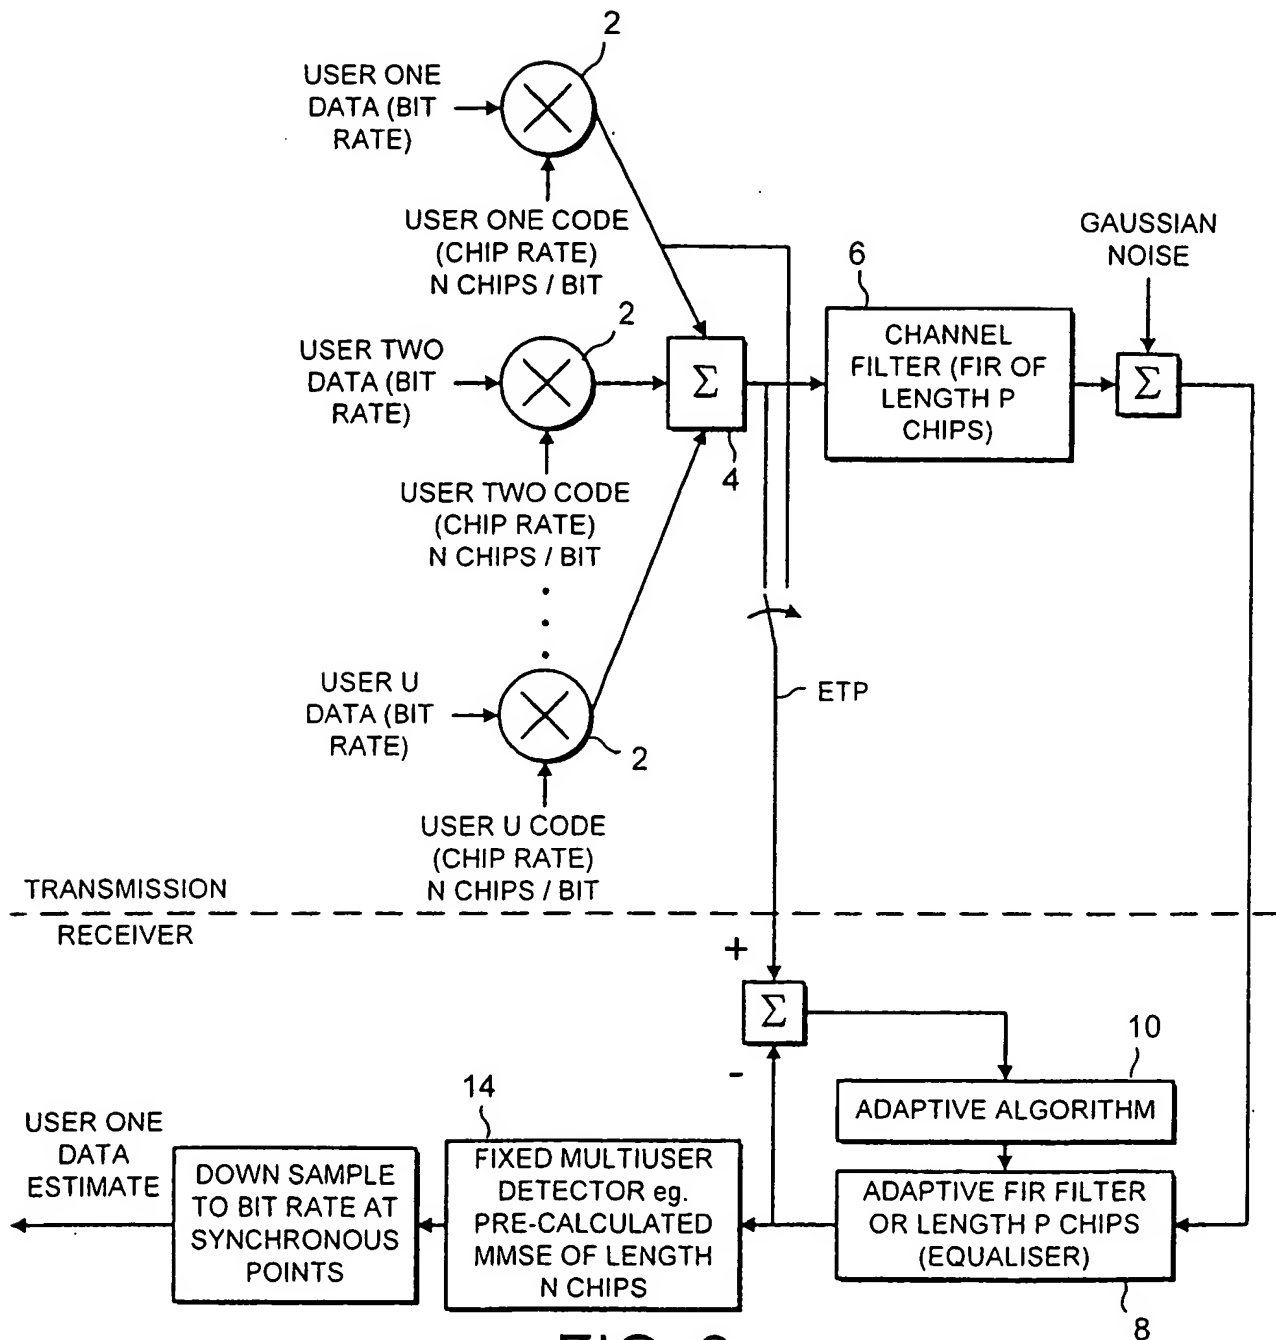 2
USER ONE
DATA (BIT
RATE)
USER ONE CODE
(CHIP RATE)
N CHIPS / BIT
GAUSSIAN
NOISE
6
CHANNEL
FILTER (FIR OF
LENGTH P
CHIPS)
2
USER TWO
DATA (BIT
RATE)
Σ
Σ
4
USER TWO CODE
(CHIP RATE)
N CHIPS / BIT
USER U
DATA (BIT
RATE)
2
ETP
USER U CODE
(CHIP RATE)
N CHIPS / BIT
TRANSMISSION
RECEIVER
+
Σ
-
10
ADAPTIVE ALGORITHM
14
USER ONE
DATA
ESTIMATE
DOWN SAMPLE
TO BIT RATE AT
SYNCHRONOUS
POINTS
FIXED MULTIUSER
DETECTOR eg.
PRE-CALCULATED
MMSE OF LENGTH
N CHIPS
ADAPTIVE FIR FILTER
OR LENGTH P CHIPS
(EQUALISER)
8